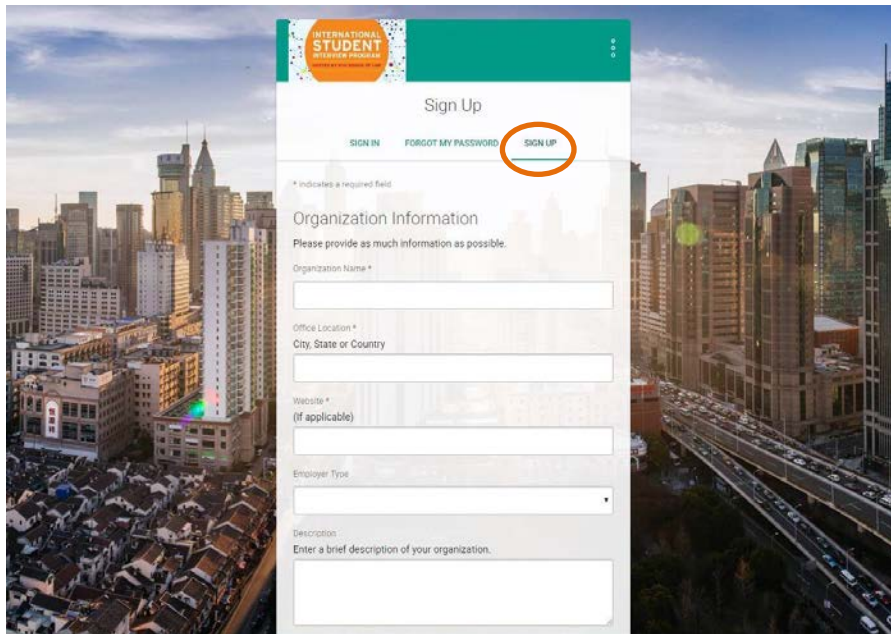 INTERNATIONAL
STUDENT
INTERVIEW PROGRAM
Sign Up
SIGN IN FORGOT MY PASSWORD SIGN UP
* indicates a required field
Organization Information
Please provide as much information as possible.
Organization Name *
Office Location *
City, State or Country
Website *
(If applicable)
Employer Type
Description
Enter a brief description of your organization.